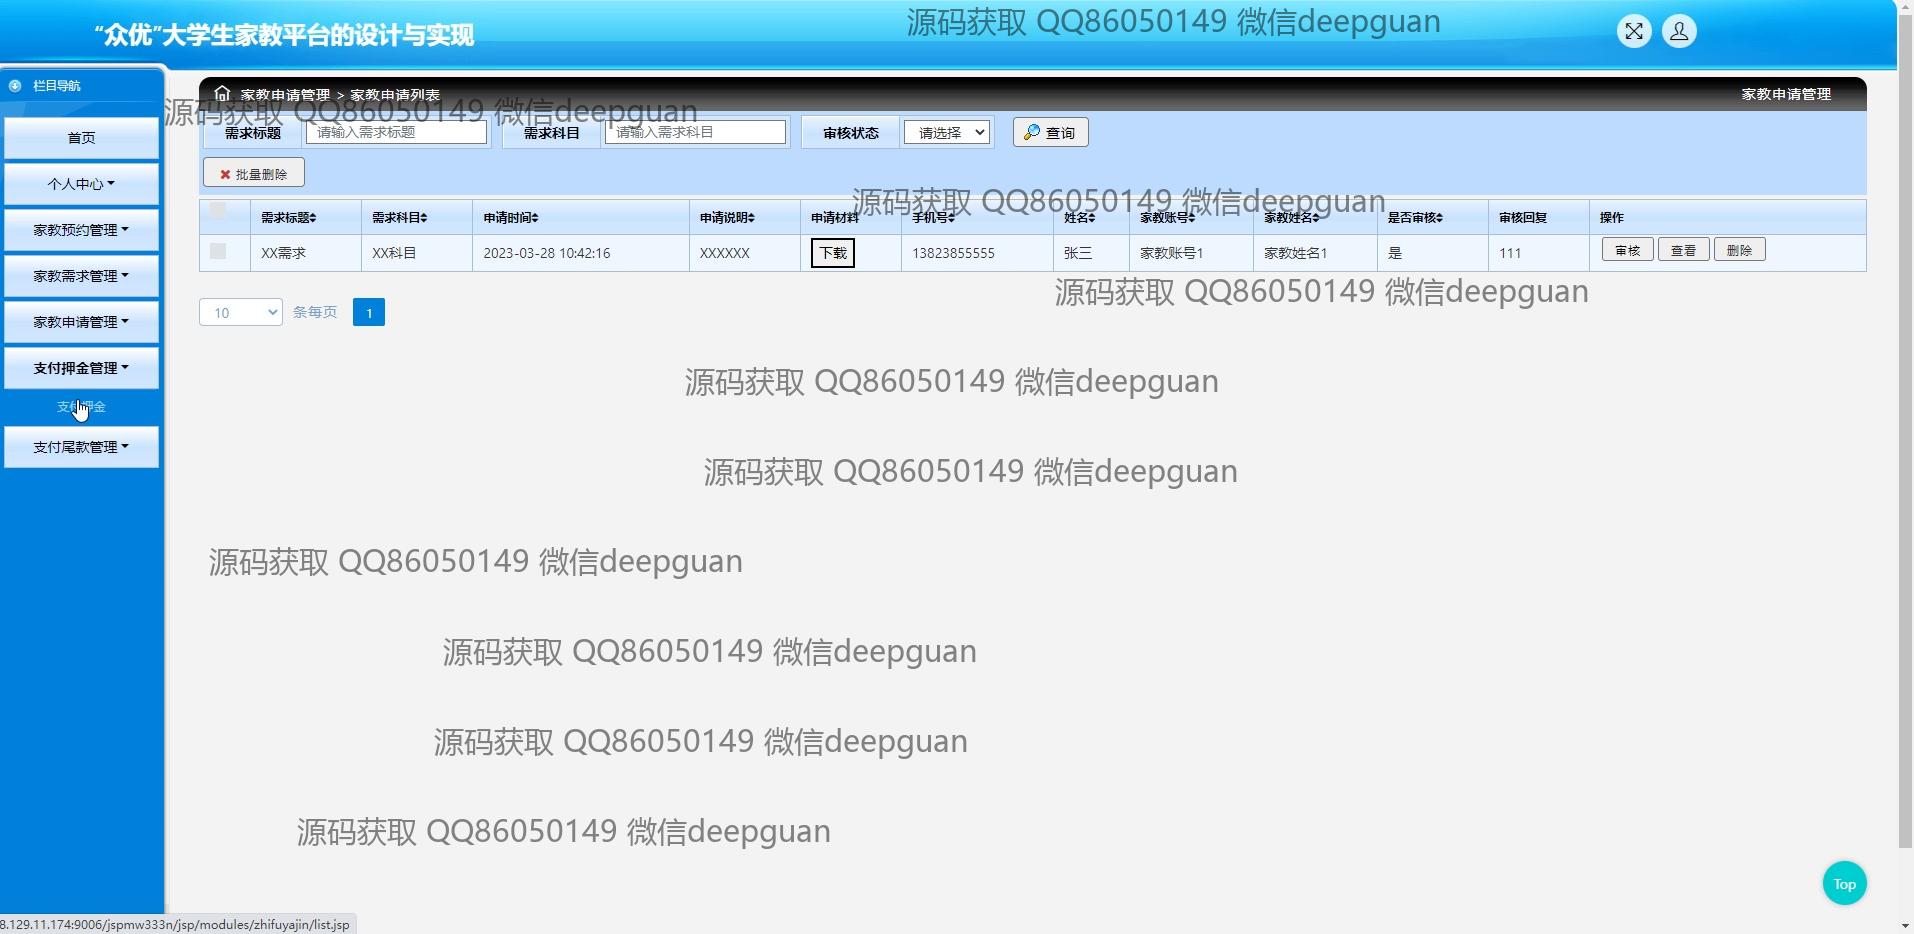 “众优”大学生家教平台的设计与实现
源码获取 QQ86050149 微信deepguan
栏目导航
家教申请管理 > 家教申请列表
家教申请管理
源码获取 QQ86050149 微信deepguan
首页
个人中心
家教预约管理
家教需求管理
家教申请管理
支付押金管理
支付押金
支付尾款管理
需求标题 请输入需求标题 需求科目 请输入需求科目 审核状态 请选择 查询
批量删除
源码获取 QQ86050149 微信deepguan
需求标题 需求科目 申请时间 申请说明 申请材料 手机号 姓名 家教账号 家教姓名 是否审核 审核回复 操作
XX需求 XX科目 2023-03-28 10:42:16 XXXXXX 下载 13823855555 张三 家教账号1 家教姓名1 是 111 审核 查看 删除
源码获取 QQ86050149 微信deepguan
10 条每页 1
源码获取 QQ86050149 微信deepguan
源码获取 QQ86050149 微信deepguan
源码获取 QQ86050149 微信deepguan
源码获取 QQ86050149 微信deepguan
源码获取 QQ86050149 微信deepguan
源码获取 QQ86050149 微信deepguan
Top
8.129.11.174:9006/jspmw333n/jsp/modules/zhifuyajin/list.jsp